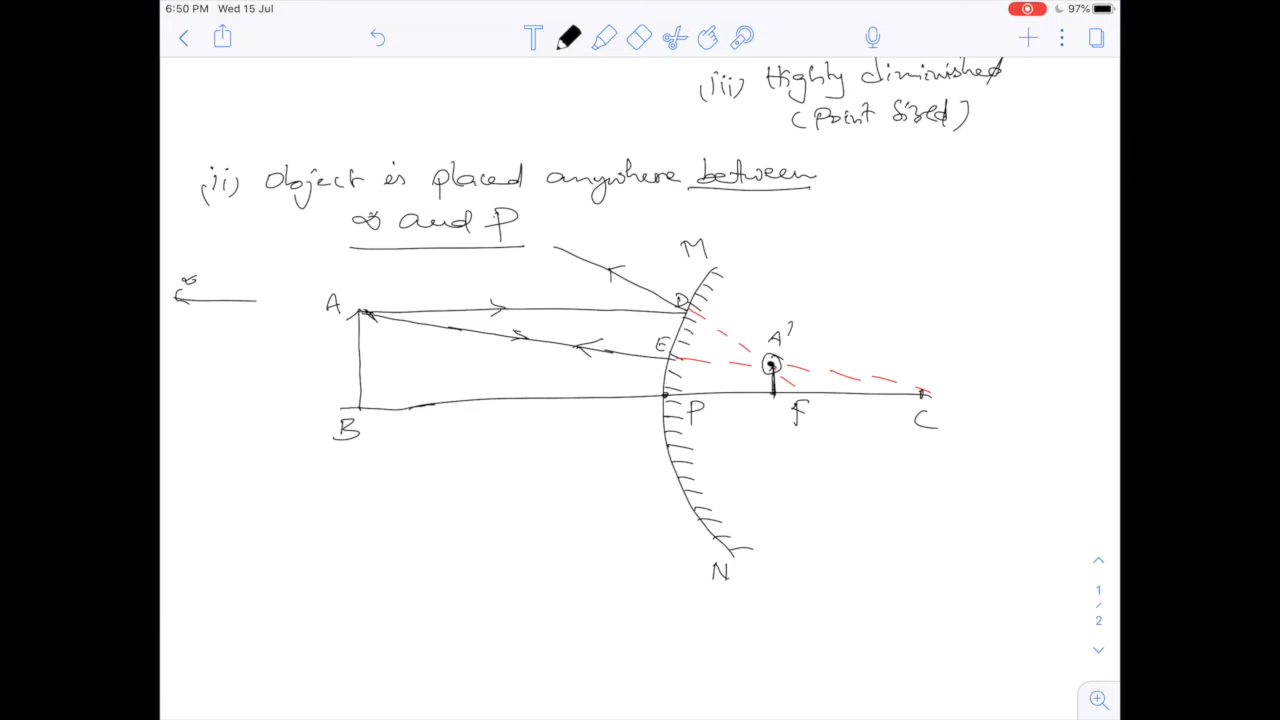 6:50 PM Wed 15 Jul
97%
T
(iii) Highly diminished
(Point Sized)
(ii) Object is placed anywhere between
∞ and P
∞
M
A
D
A'
E
B
P
F
C
N
1
/
2